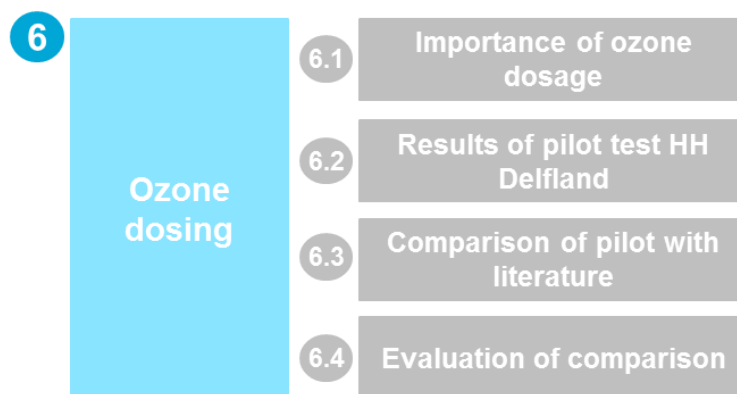 6
Ozone
dosing
6.1
Importance of ozone
dosage
6.2
Results of pilot test HH
Delfland
6.3
Comparison of pilot with
literature
6.4
Evaluation of comparison